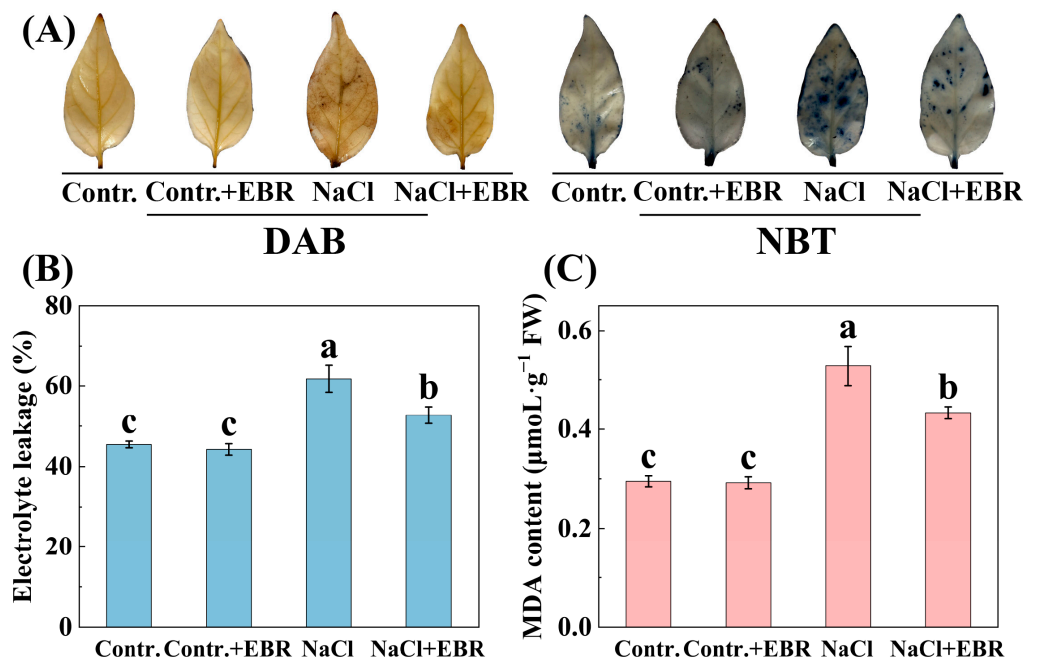 (A)
Contr. Contr.+EBR NaCl NaCl+EBR
DAB
Contr. Contr.+EBR NaCl NaCl+EBR
NBT
(B)
Electrolyte leakage (%)
80
60
40
20
0
c c a b
Contr. Contr.+EBR NaCl NaCl+EBR
(C)
MDA content (μmoL·g⁻¹ FW)
0.6
0.4
0.2
0.0
c c a b
Contr. Contr.+EBR NaCl NaCl+EBR